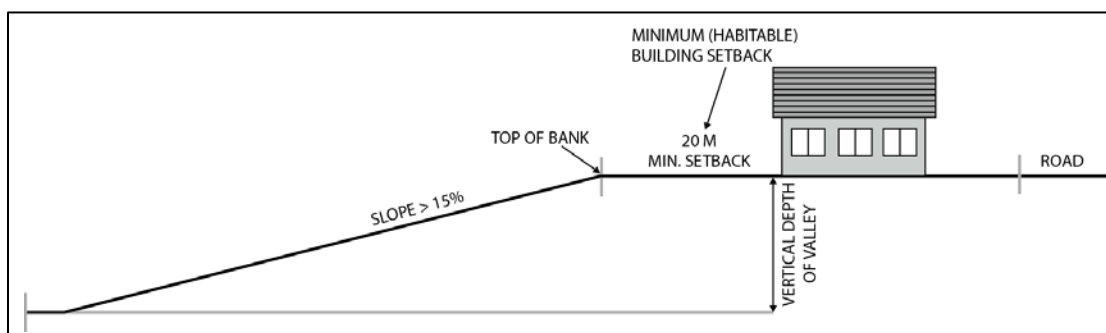 MINIMUM (HABITABLE)
BUILDING SETBACK
TOP OF BANK
20 M
MIN. SETBACK
ROAD
SLOPE > 15%
VERTICAL DEPTH
OF VALLEY